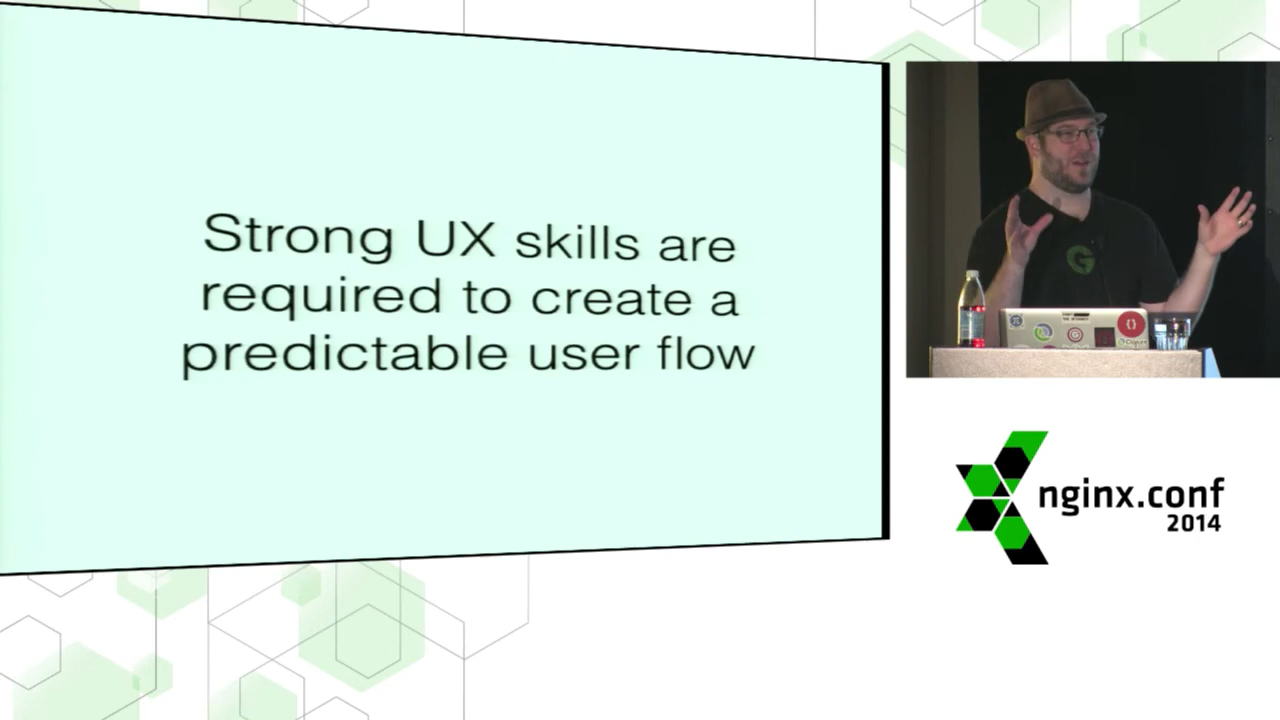 Strong UX skills are
required to create a
predictable user flow
G
nginx.conf
2014